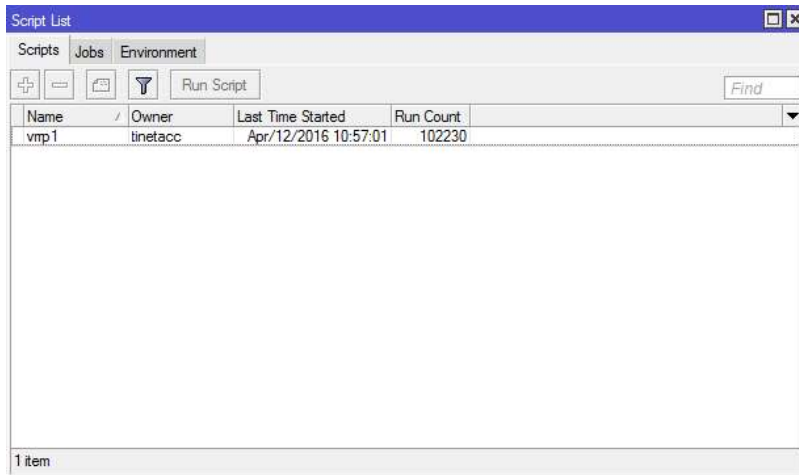 Script List
Scripts Jobs Environment
Run Script Find
Name / Owner Last Time Started Run Count
vrrp1 tinetacc Apr/12/2016 10:57:01 102230
1 item